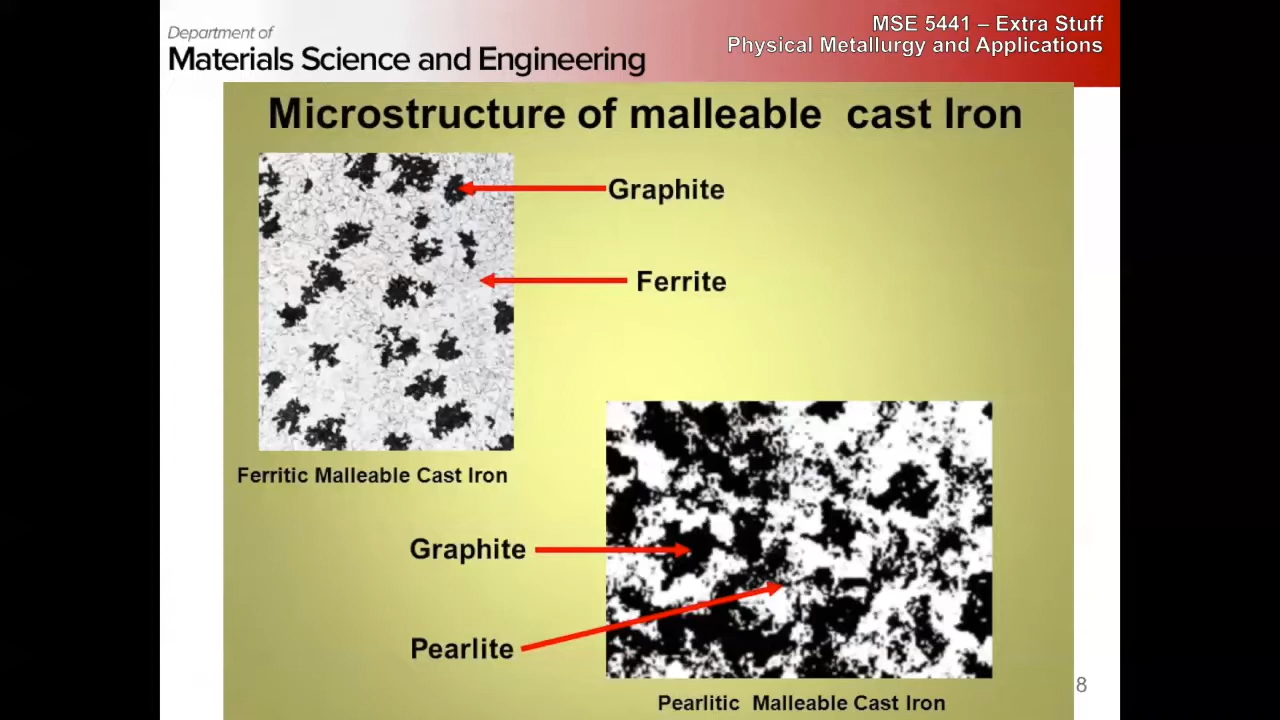 Department of
Materials Science and Engineering
MSE 5441 – Extra Stuff
Physical Metallurgy and Applications
Microstructure of malleable cast Iron
Graphite
Ferrite
Ferritic Malleable Cast Iron
Graphite
Pearlite
Pearlitic Malleable Cast Iron
8